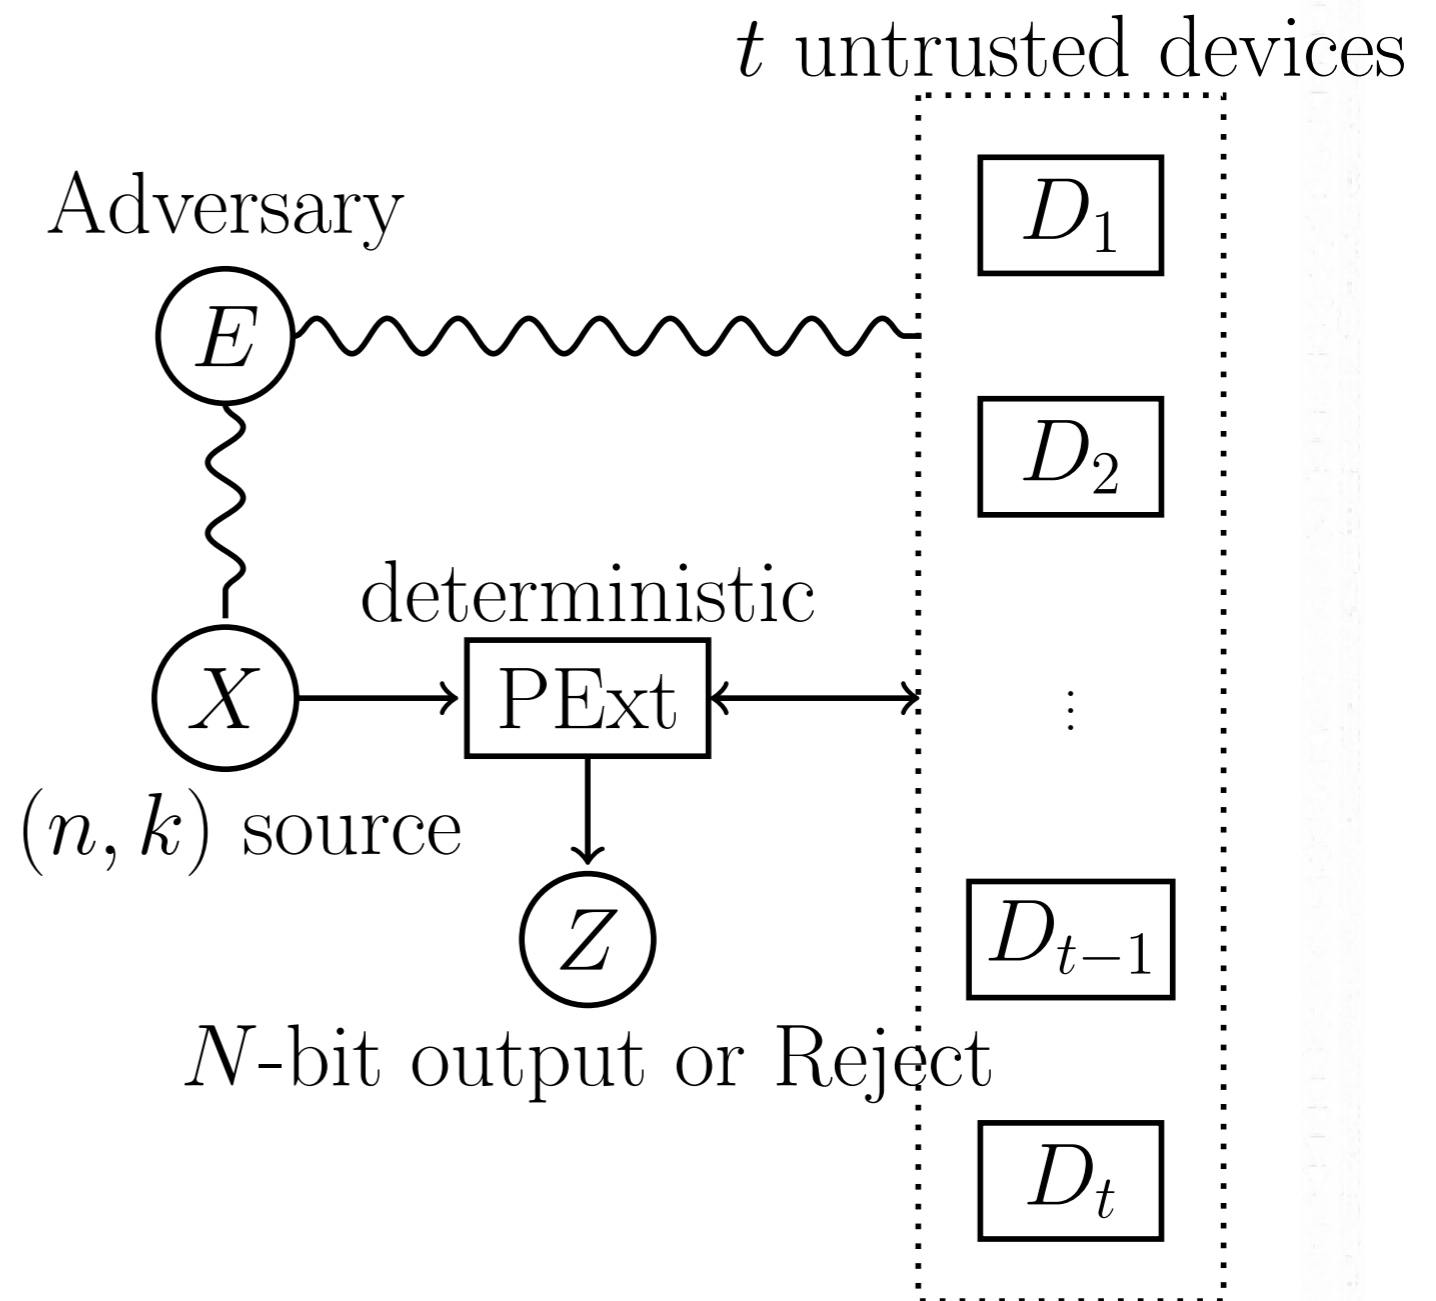 t untrusted devices
D₁
Adversary
E
D₂
deterministic
X
PExt
⋮
(n, k) source
Z
Dₜ₋₁
N-bit output or Reject
Dₜ